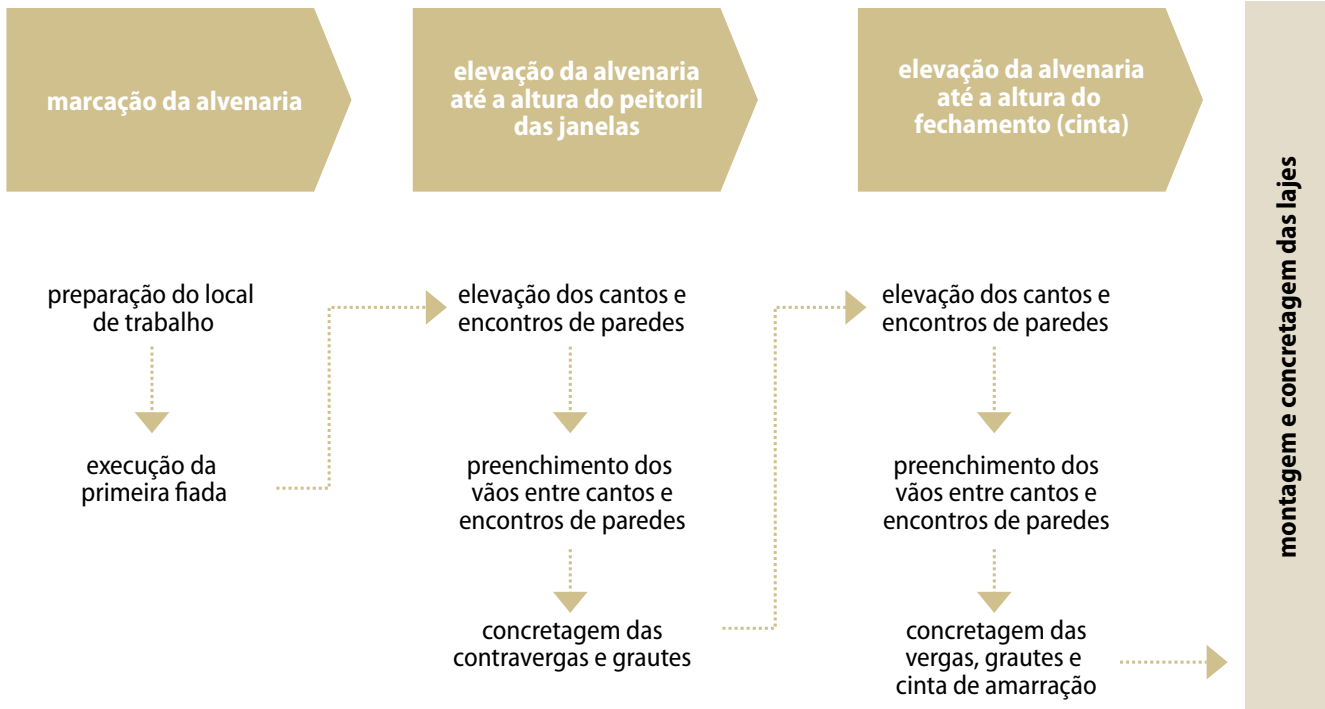 marcação da alvenaria
elevação da alvenaria
até a altura do peitoril
das janelas
elevação da alvenaria
até a altura do
fechamento (cinta)
preparação do local
de trabalho
execução da
primeira fiada
elevação dos cantos e
encontros de paredes
preenchimento dos
vãos entre cantos e
encontros de paredes
concretagem das
contravergas e grautes
elevação dos cantos e
encontros de paredes
preenchimento dos
vãos entre cantos e
encontros de paredes
concretagem das
vergas, grautes e
cinta de amarração
montagem e concretagem das lajes